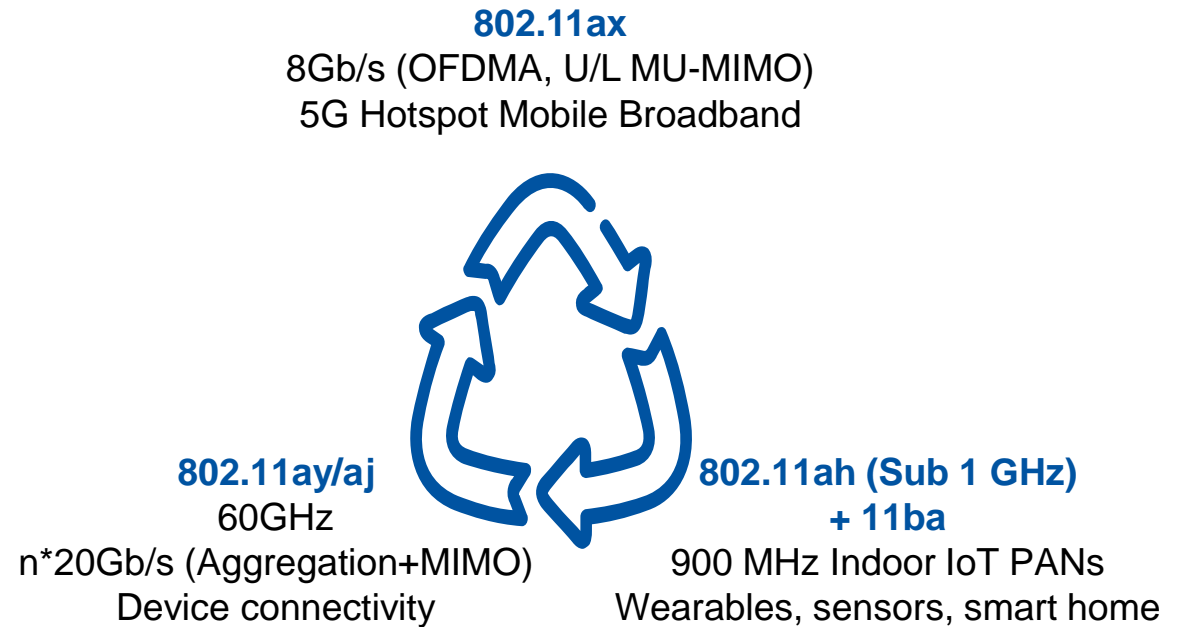 802.11ax
8Gb/s (OFDMA, U/L MU-MIMO)
5G Hotspot Mobile Broadband
802.11ay/aj
60GHz
n*20Gb/s (Aggregation+MIMO)
Device connectivity
802.11ah (Sub 1 GHz)
+ 11ba
900 MHz Indoor IoT PANs
Wearables, sensors, smart home